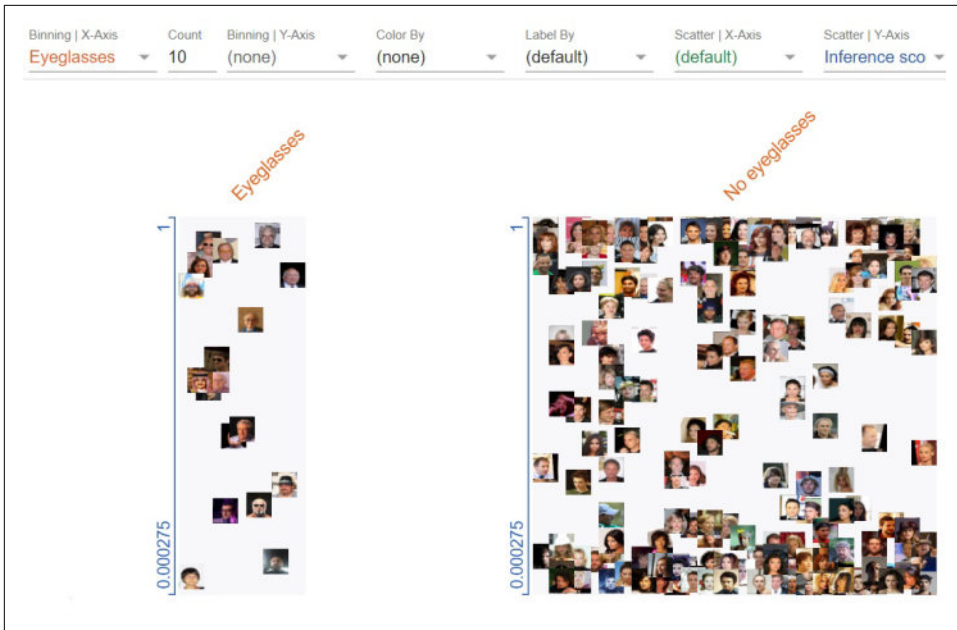 Binning | X-Axis Count Binning | Y-Axis Color By Label By Scatter | X-Axis Scatter | Y-Axis
Eyeglasses 10 (none) (none) (default) (default) Inference sco
Eyeglasses
No eyeglasses
1
0.000275
1
0.000275